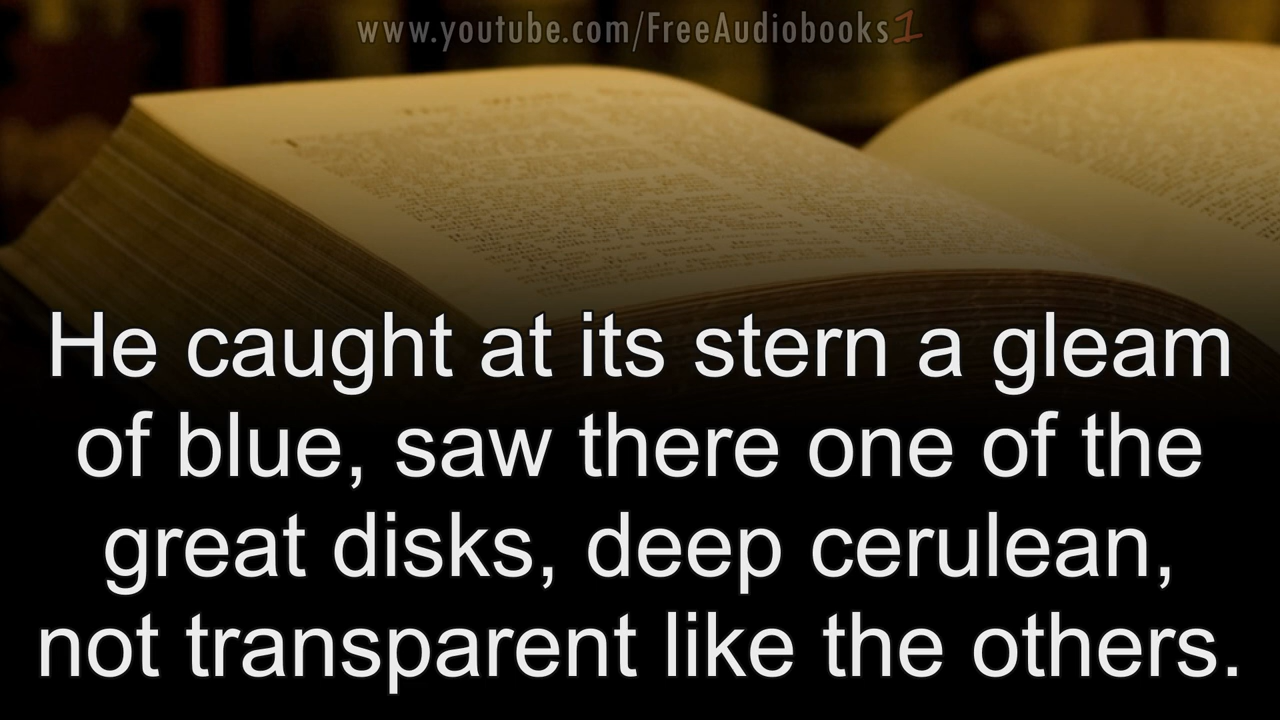 www.youtube.com/FreeAudiobooks1
He caught at its stern a gleam
of blue, saw there one of the
great disks, deep cerulean,
not transparent like the others.